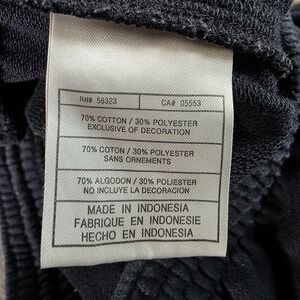 RN# 56323 CA# 05553
70% COTTON / 30% POLYESTER
EXCLUSIVE OF DECORATION
70% COTON / 30% POLYESTER
SANS ORNEMENTS
70% ALGODON / 30% POLIESTER
NO INCLUYE LA DECORACION
MADE IN INDONESIA
FABRIQUE EN INDONESIE
HECHO EN INDONESIA